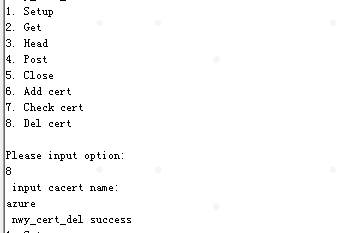 1. Setup
2. Get
3. Head
4. Post
5. Close
6. Add cert
7. Check cert
8. Del cert
Please input option:
8
input cacert name:
azure
nwy_cert_del success